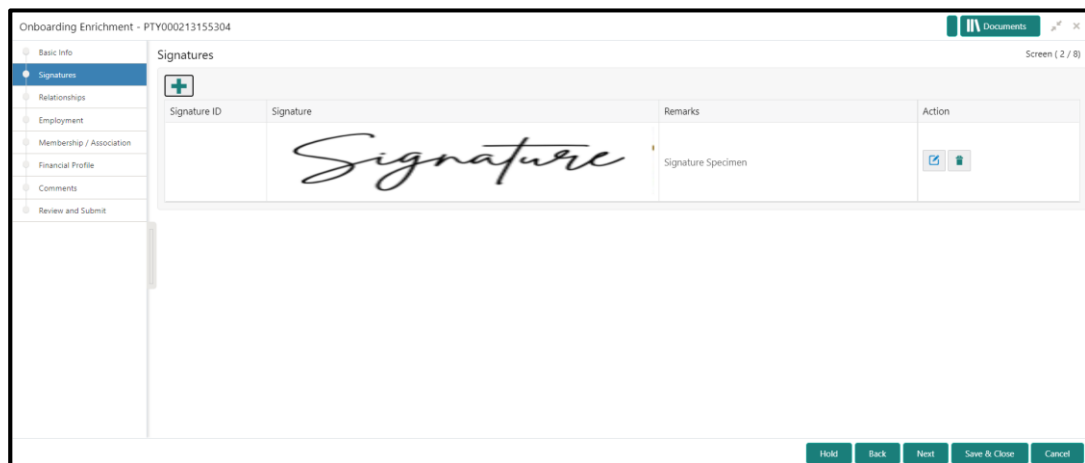 Onboarding Enrichment - PTY000213155304
Documents
Basic Info
Signatures
Relationships
Employment
Membership / Association
Financial Profile
Comments
Review and Submit
Signatures
Screen ( 2 / 8)
Signature ID Signature Remarks Action
Signature Signature Specimen
Hold Back Next Save & Close Cancel